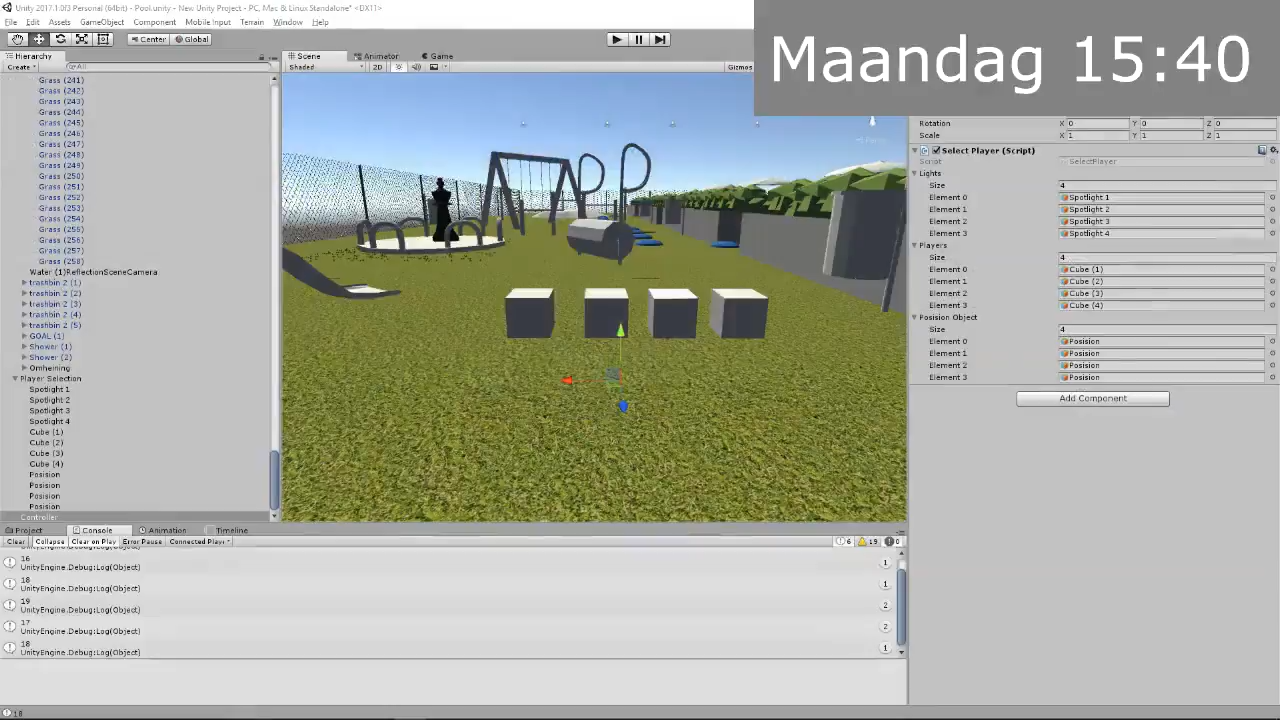 Unity 2017.1.0f3 Personal (64bit) - Pool.unity - New Unity Project - PC, Mac & Linux Standalone* <DX11>
File Edit Assets GameObject Component Mobile Input Terrain Window Help
Maandag 15:40
Center Global
Hierarchy
Create All
Scene Animator Game
Shaded 2D Gizmos
Grass (241)
Grass (242)
Grass (243)
Grass (244)
Grass (245)
Grass (246)
Grass (247)
Grass (248)
Grass (249)
Grass (250)
Grass (251)
Grass (252)
Grass (253)
Grass (254)
Grass (255)
Grass (256)
Grass (257)
Grass (258)
Water (1)ReflectionSceneCamera
trashbin 2 (1)
trashbin 2 (2)
trashbin 2 (3)
trashbin 2 (4)
trashbin 2 (5)
GOAL (1)
Shower (1)
Shower (2)
Omheining
Player Selection
Spotlight 1
Spotlight 2
Spotlight 3
Spotlight 4
Cube (1)
Cube (2)
Cube (3)
Cube (4)
Posision
Posision
Posision
Posision
Controller
Rotation X 0 Y 0 Z 0
Scale X 1 Y 1 Z 1
Select Player (Script)
Script SelectPlayer
Lights
Size 4
Element 0 Spotlight 1
Element 1 Spotlight 2
Element 2 Spotlight 3
Element 3 Spotlight 4
Players
Size 4
Element 0 Cube (1)
Element 1 Cube (2)
Element 2 Cube (3)
Element 3 Cube (4)
Posision Object
Size 4
Element 0 Posision
Element 1 Posision
Element 2 Posision
Element 3 Posision
Add Component
Project Console Animation Timeline
Clear Collapse Clear on Play Error Pause Connected Playe 6 19 0
UnityEngine.Debug:Log(Object)
16
UnityEngine.Debug:Log(Object) 1
18
UnityEngine.Debug:Log(Object) 1
19
UnityEngine.Debug:Log(Object) 2
17
UnityEngine.Debug:Log(Object) 2
18
UnityEngine.Debug:Log(Object) 1
18